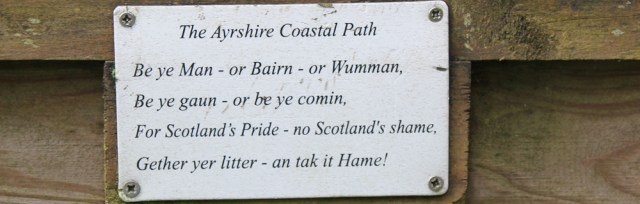 The Ayrshire Coastal Path
Be ye Man - or Bairn - or Wumman,
Be ye gaun - or be ye comin,
For Scotland's Pride - no Scotland's shame,
Gether yer litter - an tak it Hame!